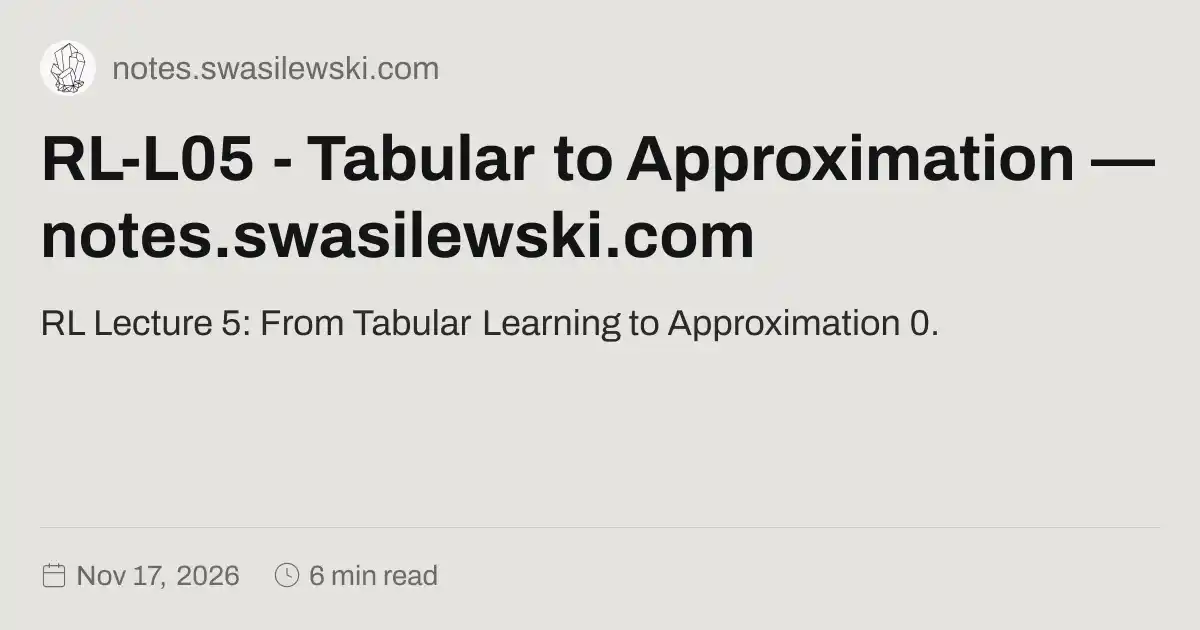 notes.swasilewski.com
RL-L05 - Tabular to Approximation —
notes.swasilewski.com
RL Lecture 5: From Tabular Learning to Approximation 0.
Nov 17, 2026 6 min read